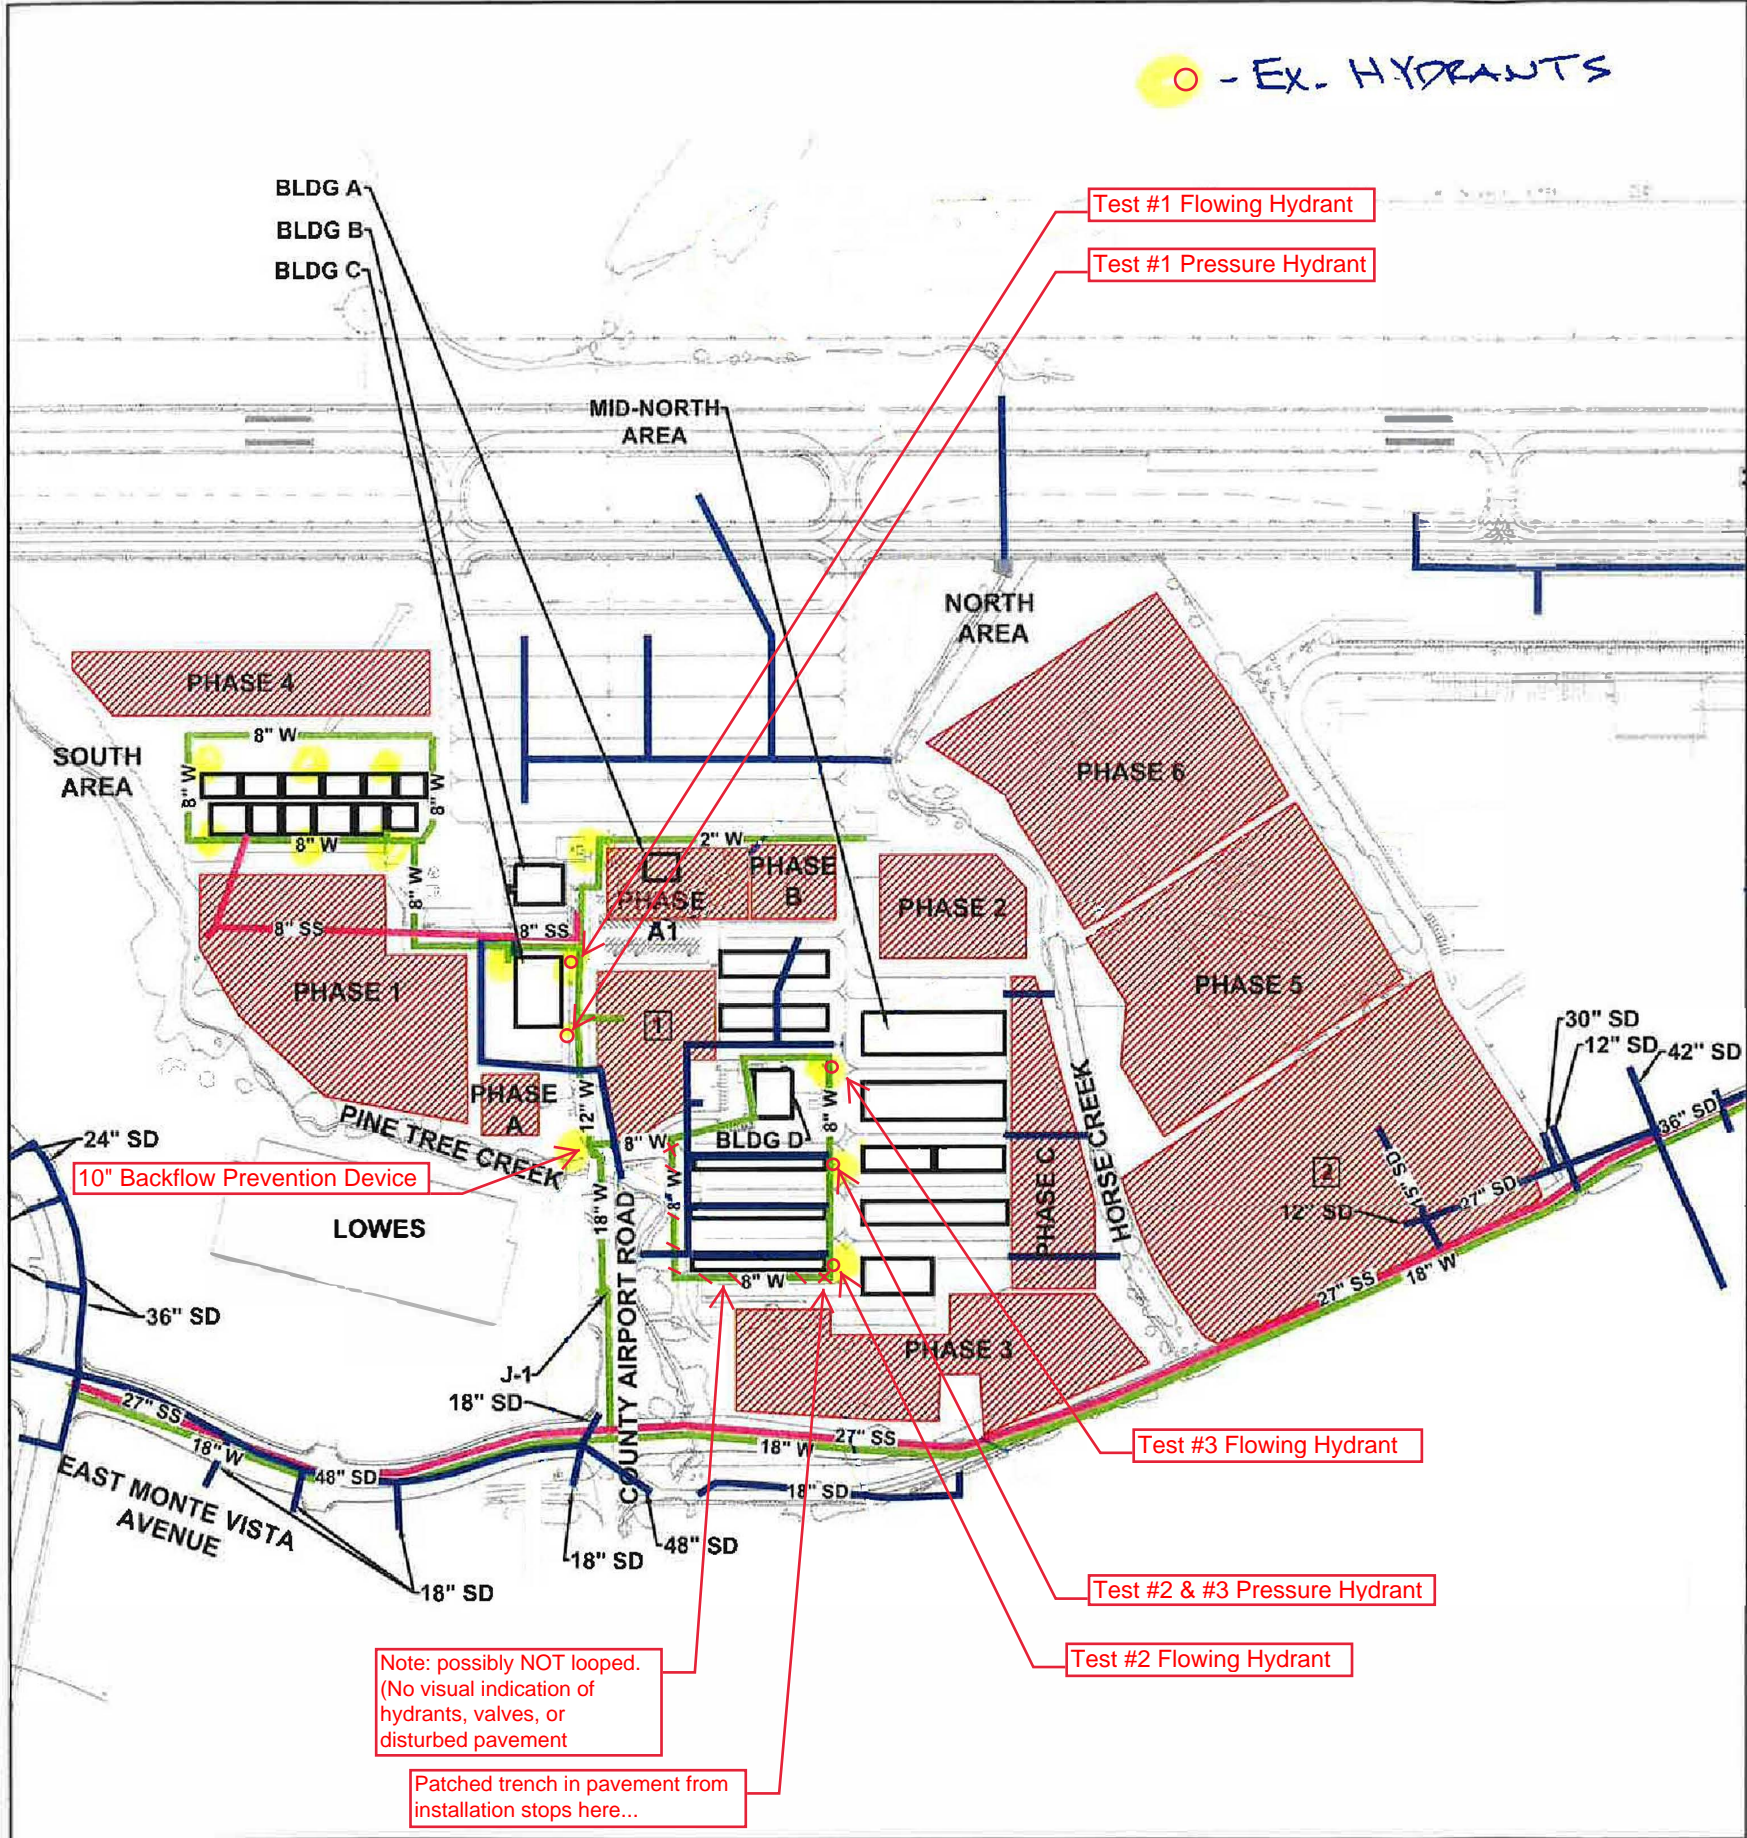 - EX. HYDRANTS
BLDG A
BLDG B
BLDG C
Test #1 Flowing Hydrant
Test #1 Pressure Hydrant
MID-NORTH
AREA
NORTH
AREA
PHASE 4
SOUTH
AREA
8" W
8" W
8" W
8" W
PHASE 6
2" W
PHASE
B
PHASE
A1
PHASE 2
8" W
8" SS
8" SS
PHASE 1
1
PHASE 5
30" SD
12" SD
42" SD
36" SD
PHASE
A
12" W
8" W
BLDG D
8" W
PINE TREE CREEK
24" SD
10" Backflow Prevention Device
LOWES
18" W
8" W
8" W
COUNTY AIRPORT ROAD
PHASE C
HORSE CREEK
2
15" SD
27" SD
12" SD
27" SS
18" W
36" SD
PHASE 3
J-1
18" SD
27" SS
18" W
48" SD
27" SS
18" W
18" SD
EAST MONTE VISTA
AVENUE
18" SD
18" SD
48" SD
Test #3 Flowing Hydrant
Test #2 & #3 Pressure Hydrant
Test #2 Flowing Hydrant
Note: possibly NOT looped.
(No visual indication of
hydrants, valves, or
disturbed pavement
Patched trench in pavement from
installation stops here...